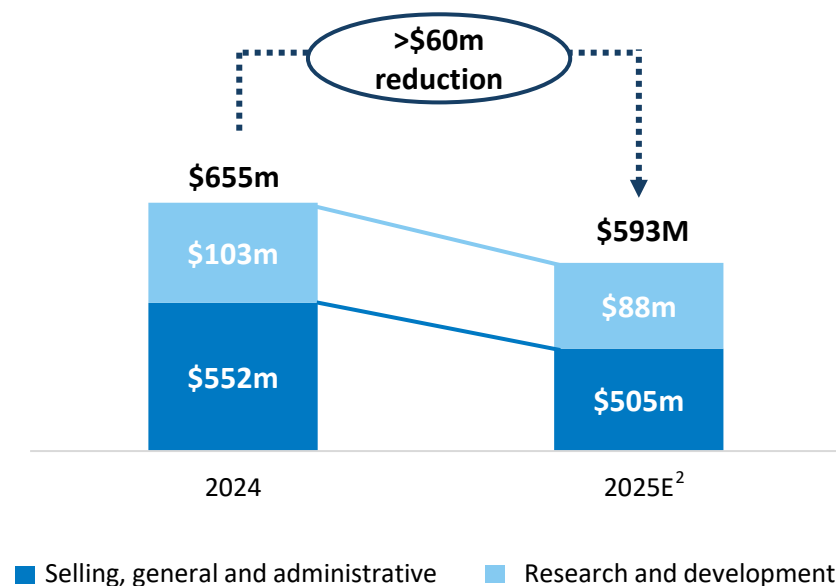 >$60m
reduction
$655m
$593M
$103m
$88m
$552m
$505m
2024
2025E²
Selling, general and administrative
Research and development